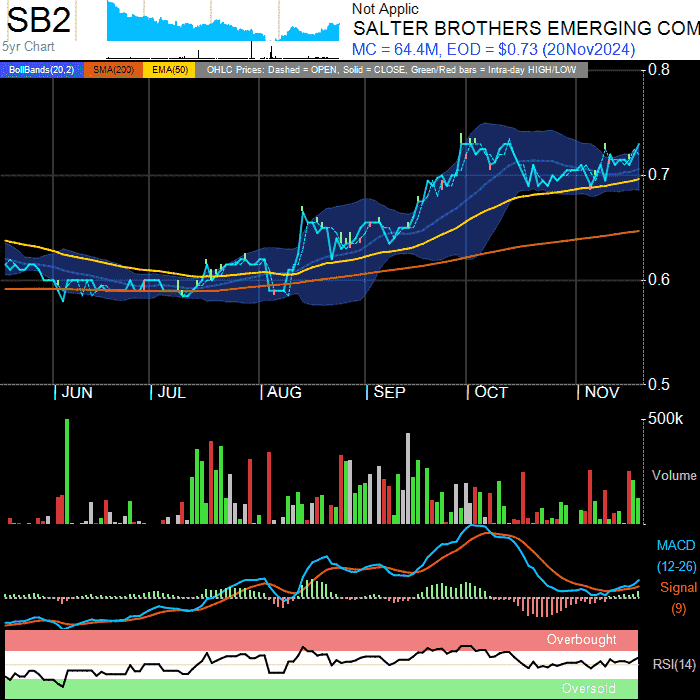 SB2
5yr Chart
Not Applic
SALTER BROTHERS EMERGING COM
MC = 64.4M, EOD = $0.73 (20Nov2024)
BollBands(20,2) SMA(200) EMA(50) OHLC Prices: Dashed = OPEN, Solid = CLOSE, Green/Red bars = Intra-day HIGH/LOW
0.8
0.7
0.6
0.5
JUN JUL AUG SEP OCT NOV
500k
Volume
MACD
(12-26)
Signal
(9)
Overbought
RSI(14)
Oversold